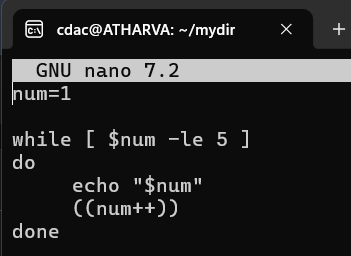 cdac@ATHARVA: ~/mydir
GNU nano 7.2
num=1
while [ $num -le 5 ]
do
echo "$num"
((num++))
done